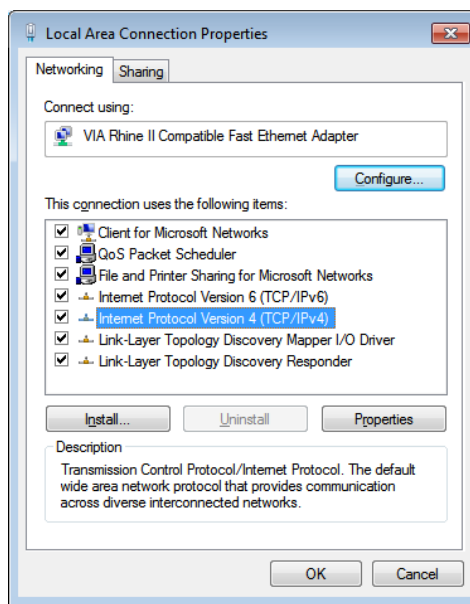 Local Area Connection Properties
Networking
Sharing
Connect using:
VIA Rhine II Compatible Fast Ethernet Adapter
Configure...
This connection uses the following items:
Client for Microsoft Networks
QoS Packet Scheduler
File and Printer Sharing for Microsoft Networks
Internet Protocol Version 6 (TCP/IPv6)
Internet Protocol Version 4 (TCP/IPv4)
Link-Layer Topology Discovery Mapper I/O Driver
Link-Layer Topology Discovery Responder
Install...
Uninstall
Properties
Description
Transmission Control Protocol/Internet Protocol. The default
wide area network protocol that provides communication
across diverse interconnected networks.
OK
Cancel